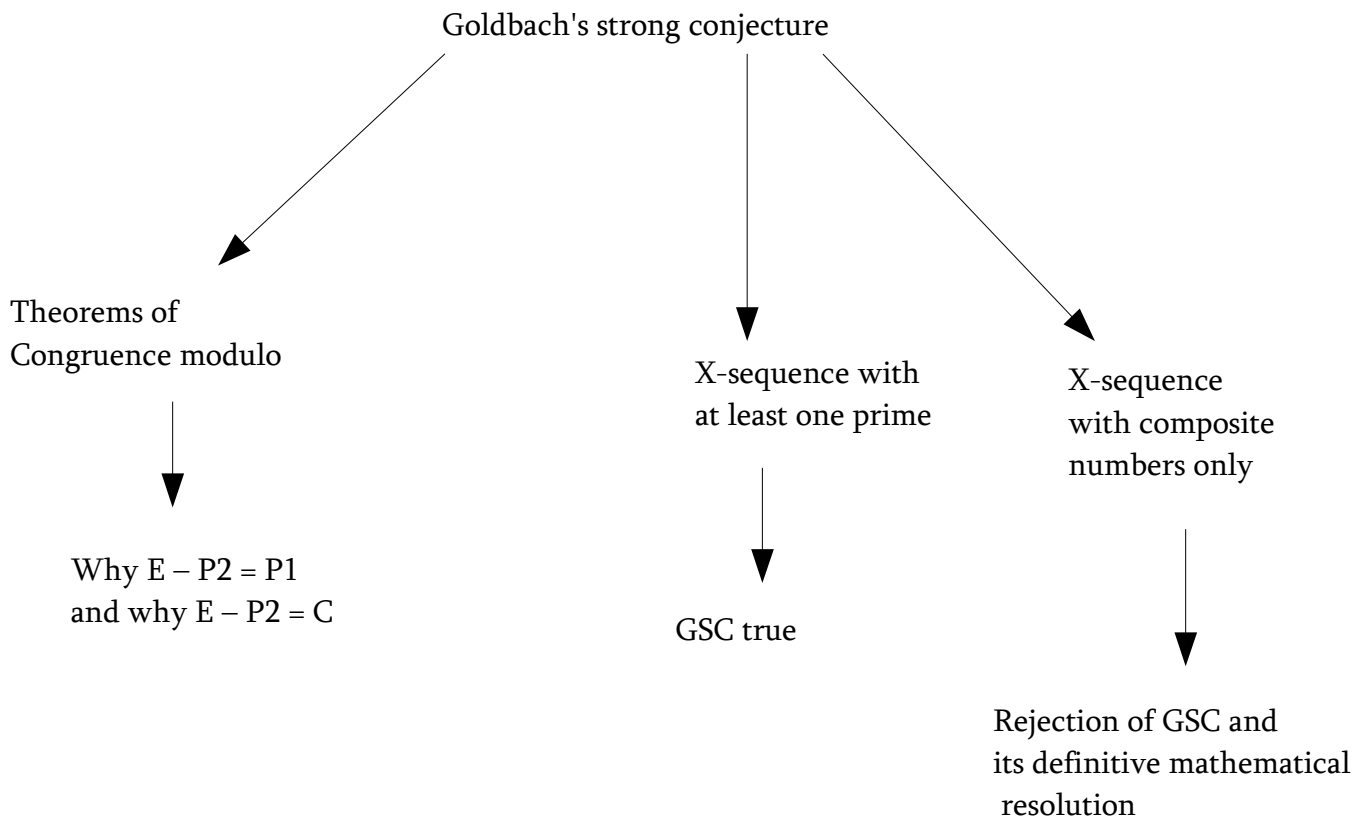 Goldbach's strong conjecture
Theorems of
Congruence modulo
Why E – P2 = P1
and why E – P2 = C
X-sequence with
at least one prime
GSC true
X-sequence
with composite
numbers only
Rejection of GSC and
its definitive mathematical
resolution